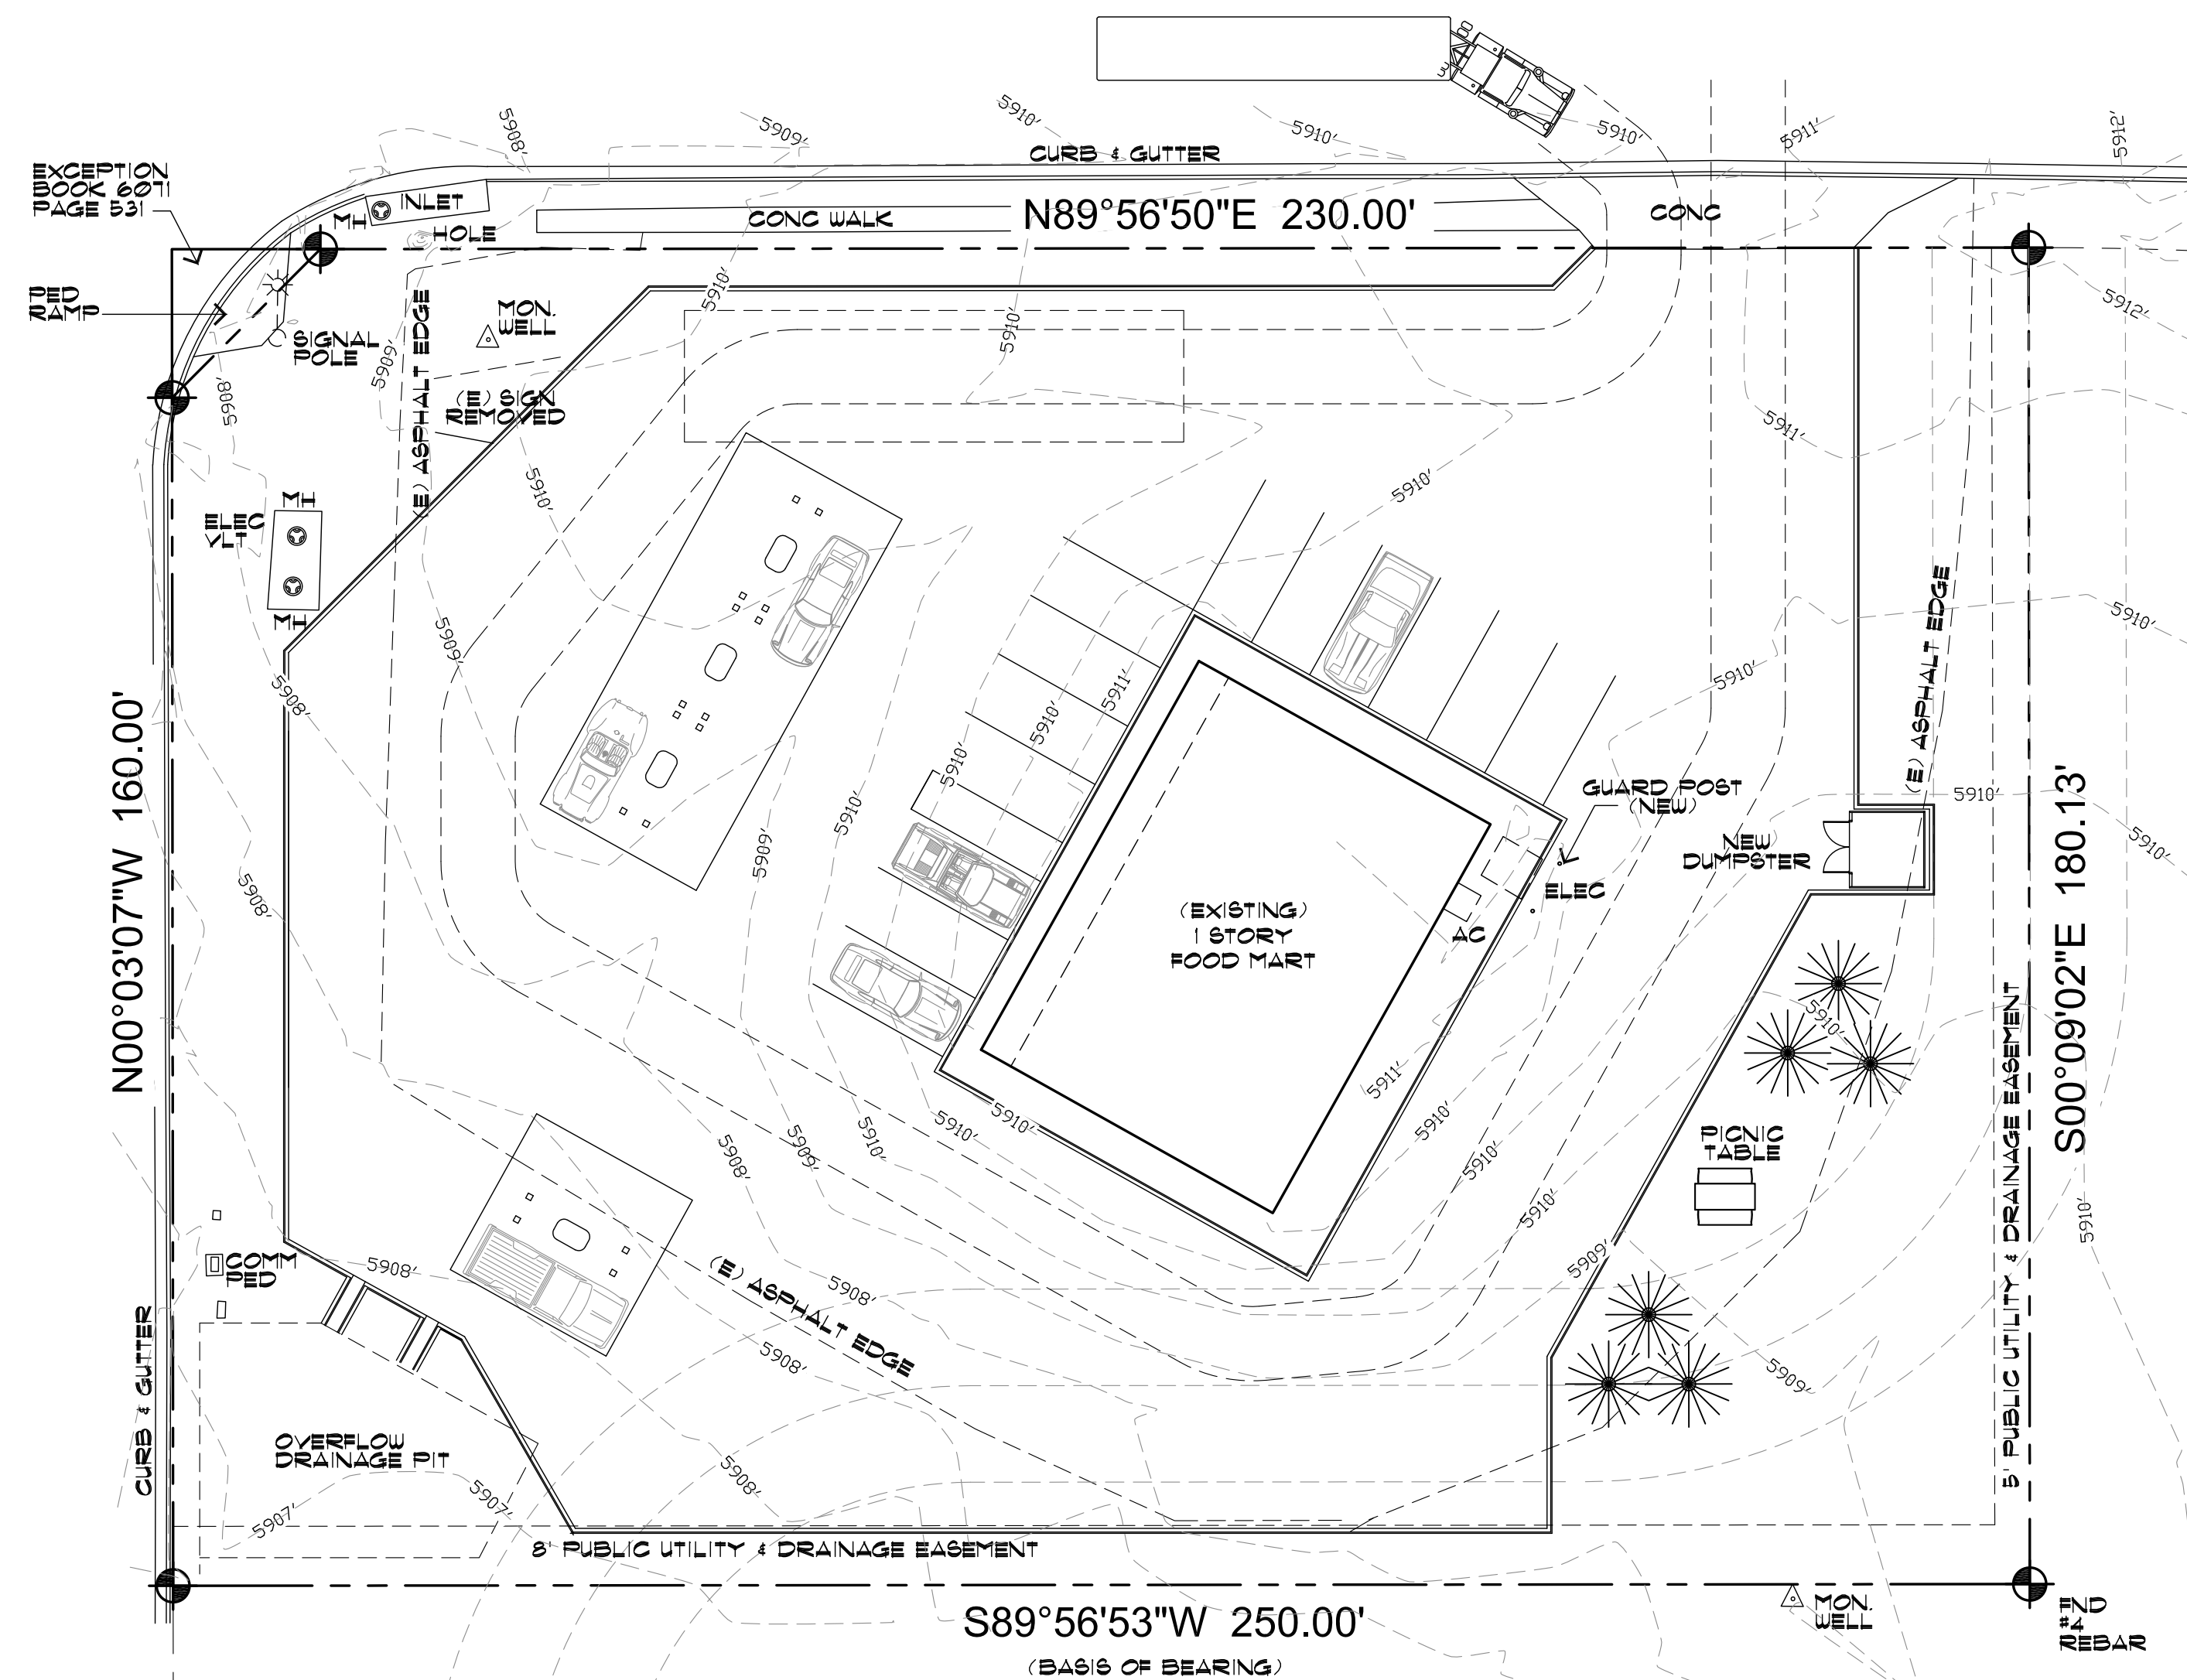 5908'
5909'
5910'
5910'
5910'
5911'
5912'
CURB & GUTTER
EXCEPTION
BOOK 6071
PAGE 531
MH
INLET
HOLE
CONC WALK
N89°56'50"E 230.00'
CONC
PED
RAMP
SIGNAL
POLE
MON.
WELL
5910'
5910'
5909'
5908'
5912'
(E) ASPHALT EDGE
(E) SIGN
REMOVED
5911'
5910'
5910'
MH
ELEC
VLT
MH
5909'
5908'
5910'
5910'
5911'
5910'
5910'
(E) ASPHALT EDGE
N00°03'07"W 160.00'
S00°09'02"E 180.13'
GUARD POST
(NEW)
5910'
5910'
5909'
5910'
NEW
DUMPSTER
ELEC
AC
5908'
(EXISTING)
1 STORY
FOOD MART
5910'
5911'
5910'
5910'
5910'
5910'
5910'
5909'
5908'
5910'
5910'
PICNIC
TABLE
5' PUBLIC UTILITY & DRAINAGE EASEMENT
COMM
PED
5908'
5909'
5908'
(E) ASPHALT EDGE
5908'
5909'
CURB & GUTTER
OVERFLOW
DRAINAGE PIT
5908'
5907'
5907'
8' PUBLIC UTILITY & DRAINAGE EASEMENT
S89°56'53"W 250.00'
(BASIS OF BEARING)
MON.
WELL
FND
#4
REBAR